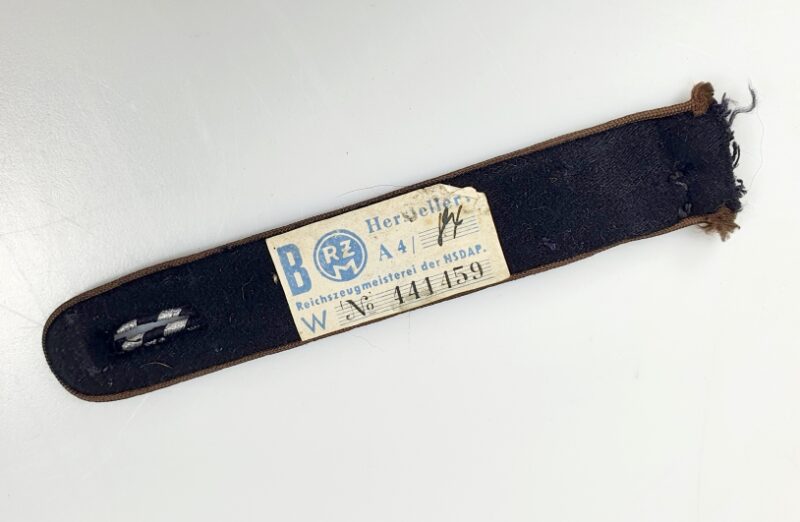 B RZM Hersteller:
A 4/
Reichszeugmeisterei der NSDAP.
W № 441459